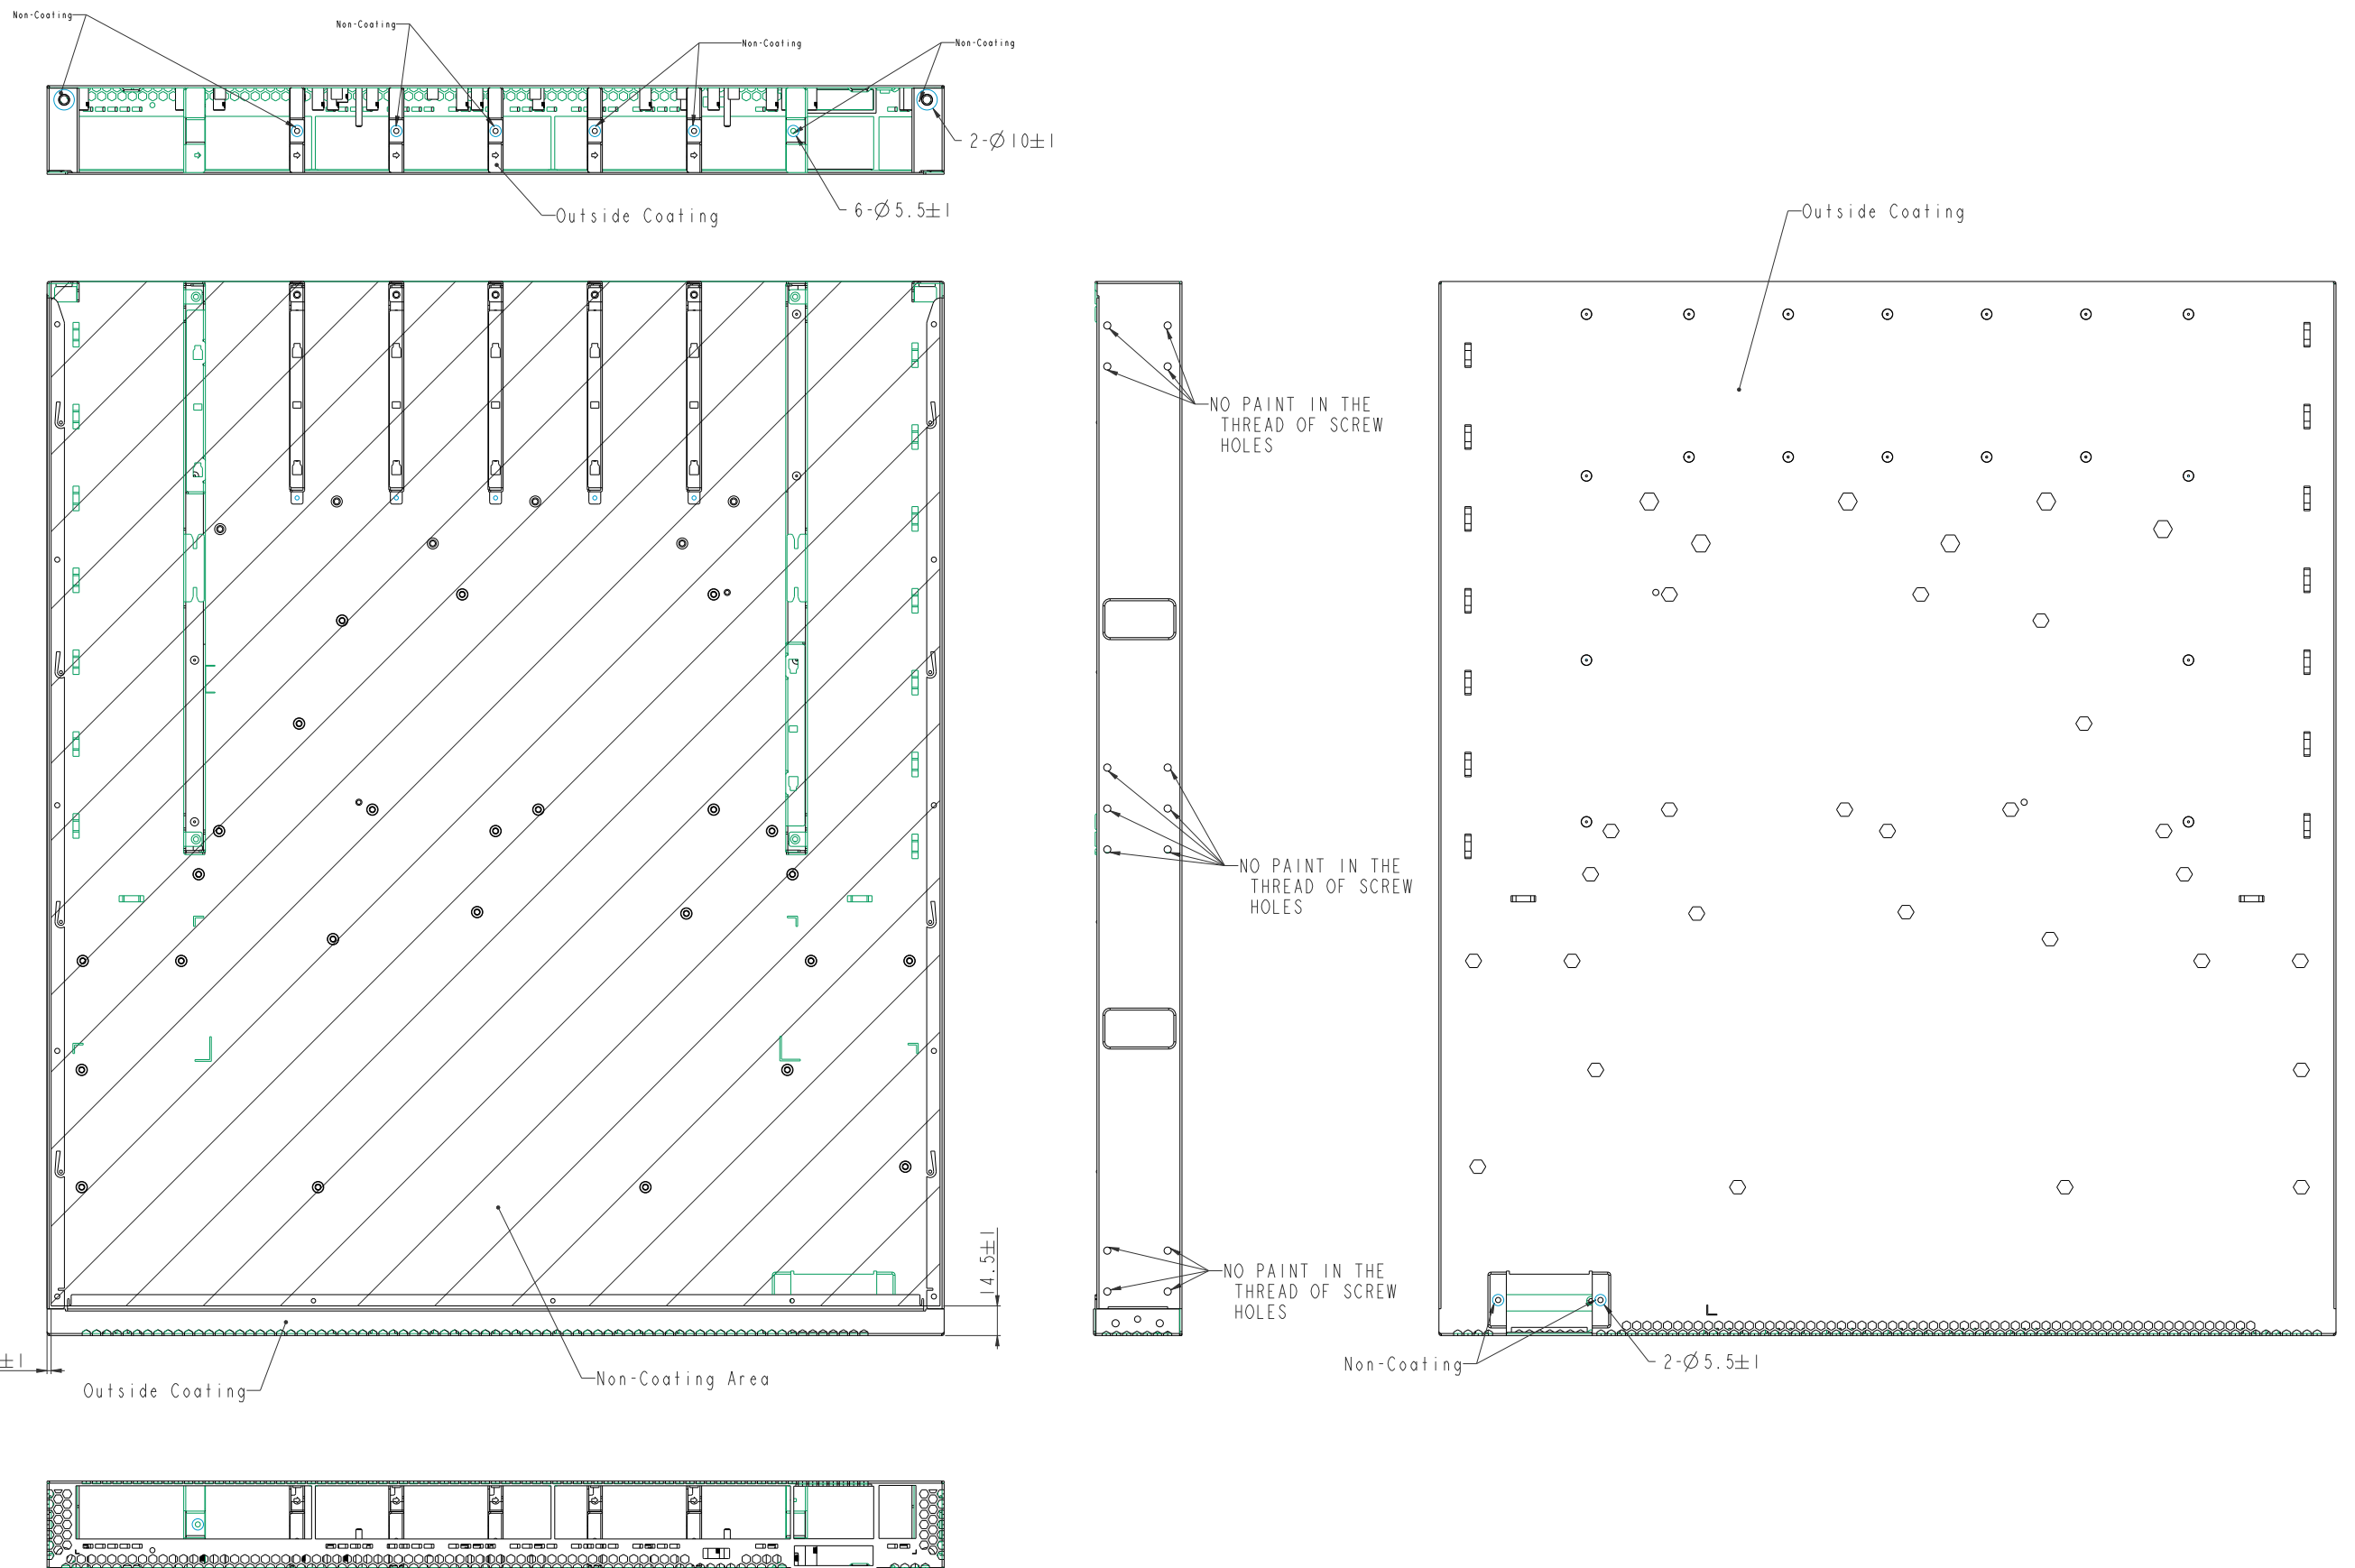 Non-Coating
Non-Coating
Non-Coating
Non-Coating
2-Ø10±1
6-Ø5.5±1
Outside Coating
Outside Coating
NO PAINT IN THE
THREAD OF SCREW
HOLES
NO PAINT IN THE
THREAD OF SCREW
HOLES
14.5±1
NO PAINT IN THE
THREAD OF SCREW
HOLES
±1
Outside Coating
Non-Coating Area
Non-Coating
2-Ø5.5±1